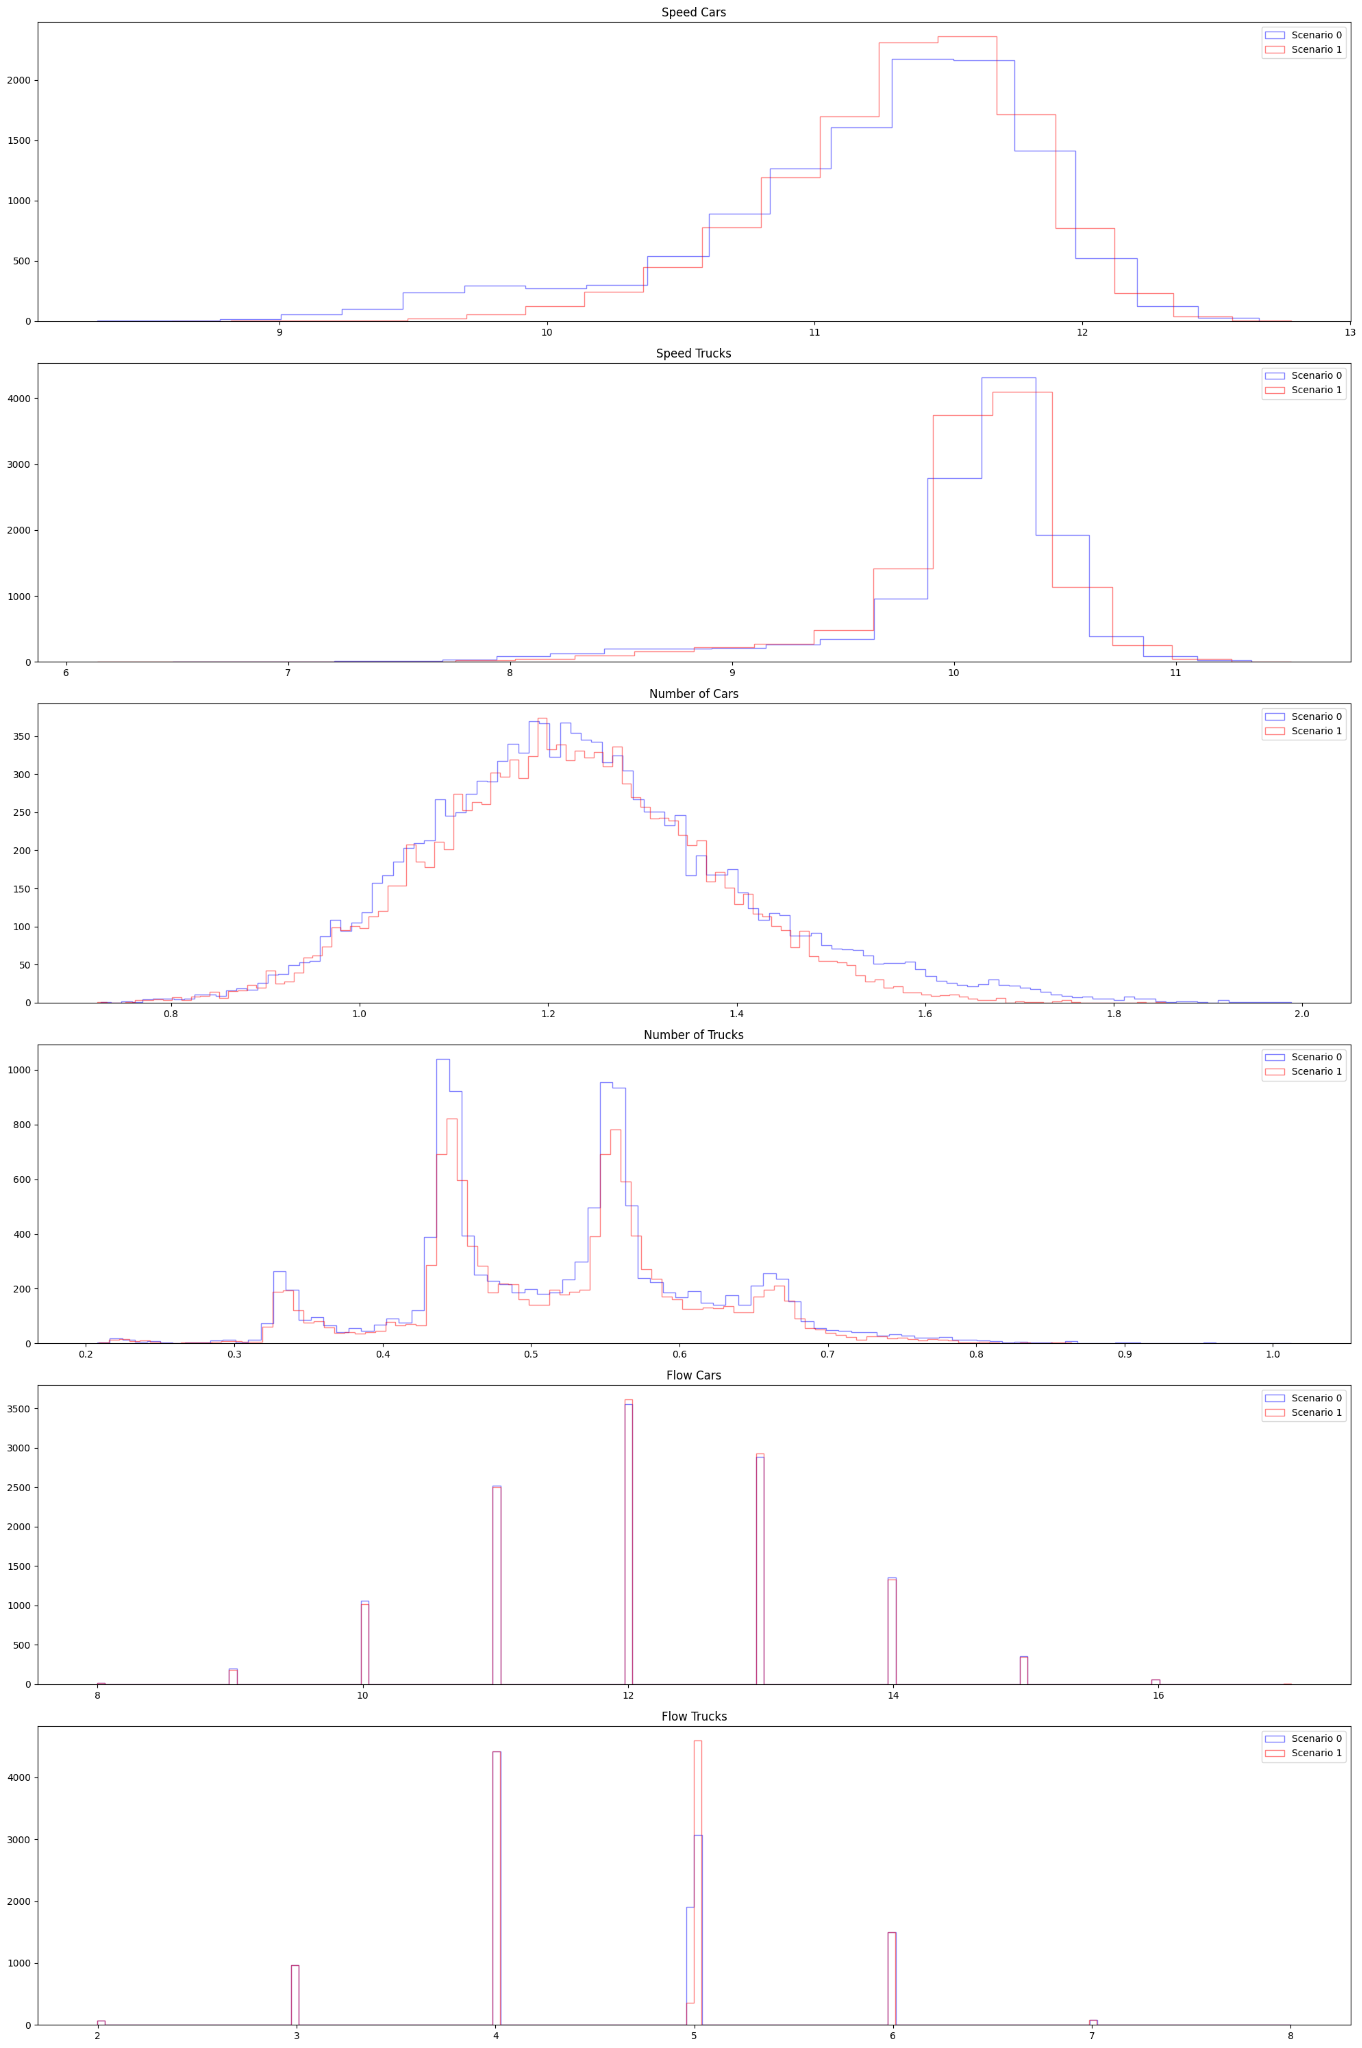 Speed Cars
Scenario 0
Scenario 1
2000
1500
1000
500
0
9 10 11 12 13
Speed Trucks
Scenario 0
Scenario 1
4000
3000
2000
1000
0
6 7 8 9 10 11
Number of Cars
Scenario 0
Scenario 1
350
300
250
200
150
100
50
0
0.8 1.0 1.2 1.4 1.6 1.8 2.0
Number of Trucks
Scenario 0
Scenario 1
1000
800
600
400
200
0
0.2 0.3 0.4 0.5 0.6 0.7 0.8 0.9 1.0
Flow Cars
Scenario 0
Scenario 1
3500
3000
2500
2000
1500
1000
500
0
8 10 12 14 16
Flow Trucks
Scenario 0
Scenario 1
4000
3000
2000
1000
0
2 3 4 5 6 7 8